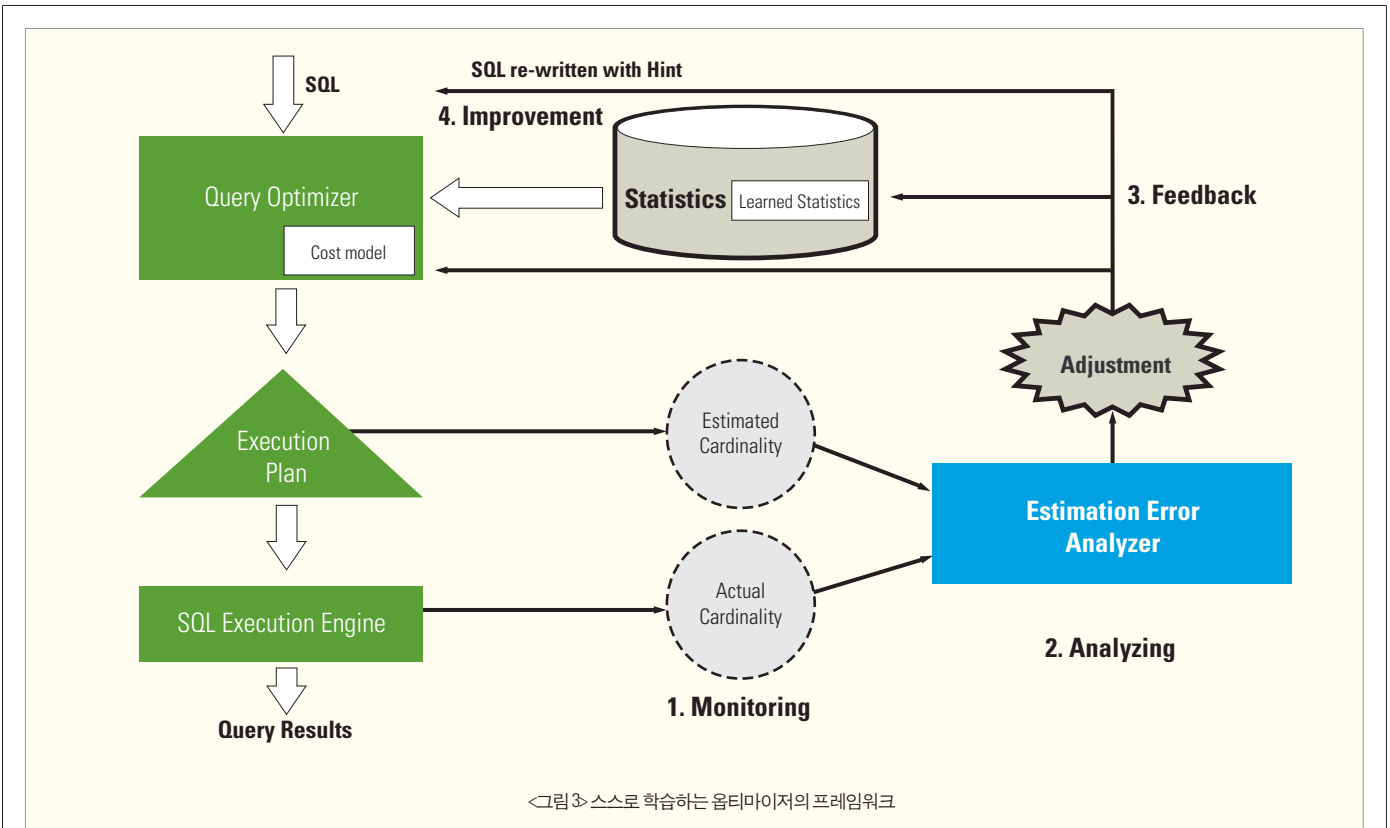 SQL
SQL re-written with Hint
4. Improvement
Query Optimizer
Cost model
Statistics
Learned Statistics
3. Feedback
Adjustment
Execution
Plan
Estimated
Cardinality
Estimation Error
Analyzer
SQL Execution Engine
Actual
Cardinality
2. Analyzing
1. Monitoring
Query Results
<그림 3> 스스로 학습하는 옵티마이저의 프레임워크